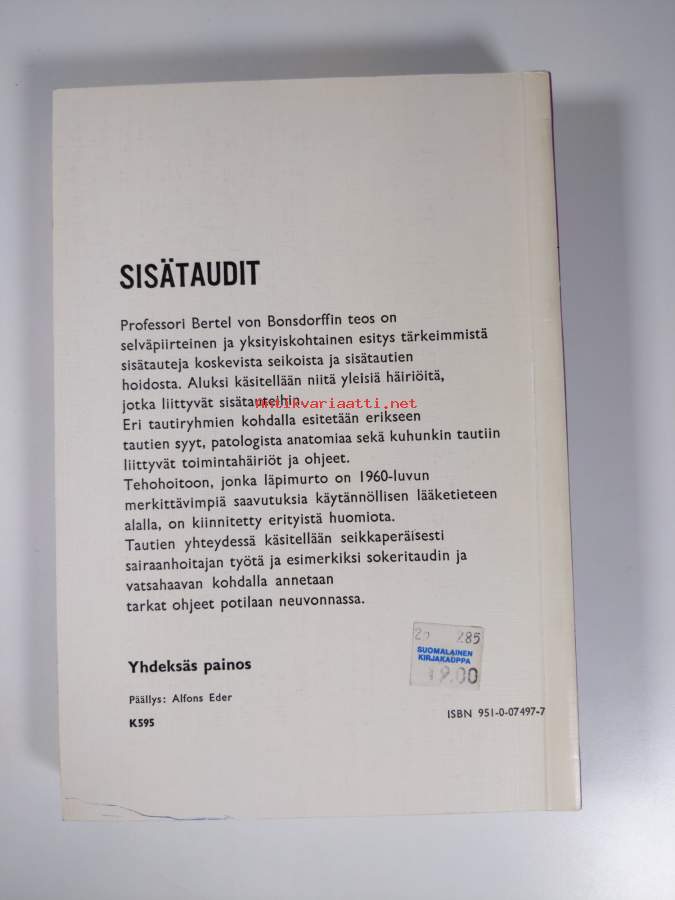 SISÄTAUDIT
Professori Bertel von Bonsdorffin teos on
selväpiirteinen ja yksityiskohtainen esitys tärkeimmistä
sisätauteja koskevista seikoista ja sisätautien
hoidosta. Aluksi käsitellään niitä yleisiä häiriöitä,
jotka liittyvät sisätauteihin.
Antikvariaatti.net
Eri tautiryhmien kohdalla esitetään erikseen
tautien syyt, patologista anatomiaa sekä kuhunkin tautiin
liittyvät toimintahäiriöt ja ohjeet.
Tehohoitoon, jonka läpimurto on 1960-luvun
merkittävimpiä saavutuksia käytännöllisen lääketieteen
alalla, on kiinnitetty erityistä huomiota.
Tautien yhteydessä käsitellään seikkaperäisesti
sairaanhoitajan työtä ja esimerkiksi sokeritaudin ja
vatsahaavan kohdalla annetaan
tarkat ohjeet potilaan neuvonnassa.
285
SUOMALAINEN
KIRJAKAUPPA
9.00
Yhdeksäs painos
Päällys: Alfons Eder
K595
ISBN 951-0-07497-7